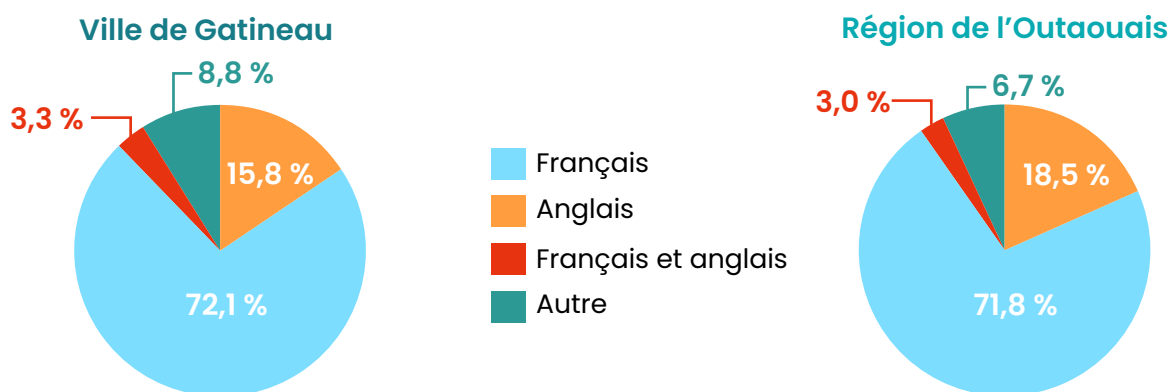 Ville de Gatineau
8,8 %
3,3 %
15,8 %
72,1 %
Français
Anglais
Français et anglais
Autre
Région de l’Outaouais
6,7 %
3,0 %
18,5 %
71,8 %